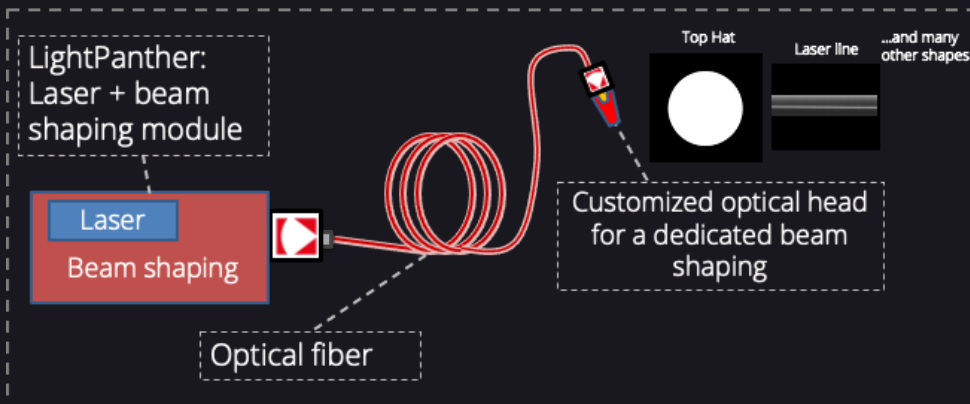 LightPanther:
Laser + beam
shaping module
Laser
Beam shaping
Optical fiber
Customized optical head
for a dedicated beam
shaping
Top Hat
Laser line
...and many
other shapes